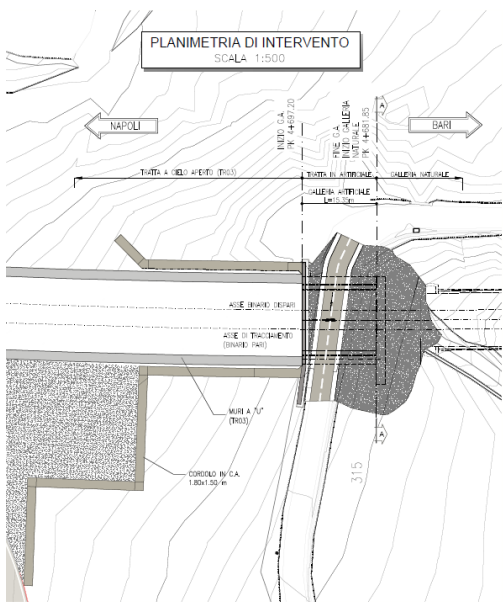 PLANIMETRIA DI INTERVENTO
SCALA 1:500
NAPOLI
BARI
INIZIO G.A.
PK 4+697.20
FINE G.A.
INIZIO GALLERIA
NATURALE
PK 4+681.85
A
TRATTA A CIELO APERTO (TR03)
TRATTA IN ARTIFICIALE
GALLERIA NATURALE
GALLERIA ARTIFICIALE
L=15.35m
ASSE BINARIO DISPARI
ASSE DI TRACCIAMENTO
(BINARIO PARI)
MURI A "U"
(TR03)
A
CORDOLO IN C.A.
1.80x1.50 m
315